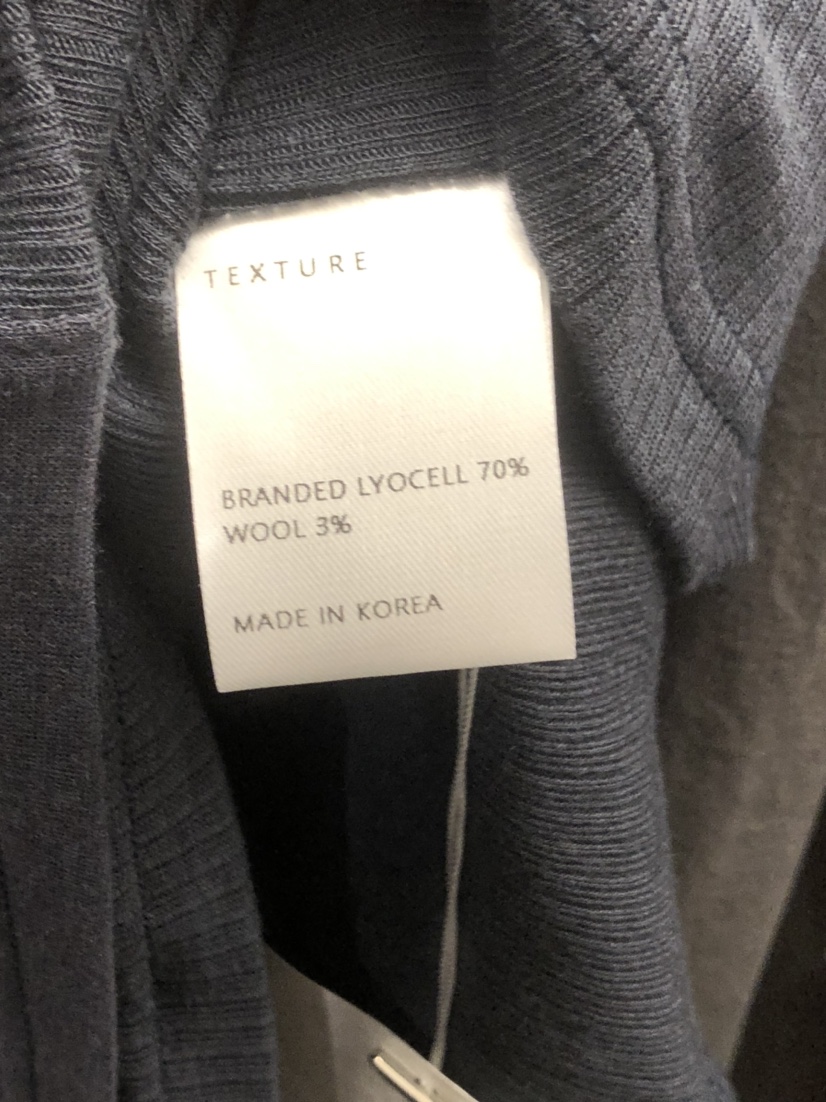 TEXTURE
BRANDED LYOCELL 70%
WOOL 3%
MADE IN KOREA